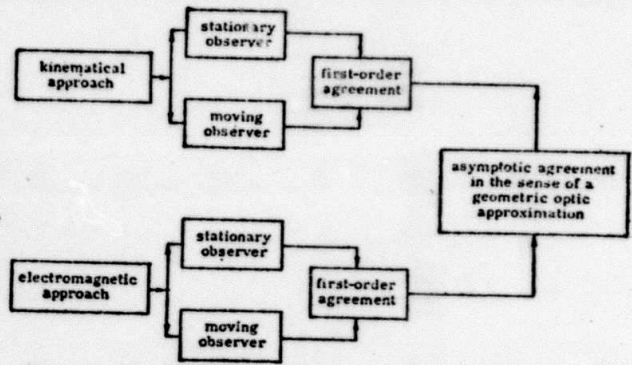 stationary
observer
kinematical
approach
first-order
agreement
moving
observer
asymptotic agreement
in the sense of a
geometric optic
approximation
stationary
observer
electromagnetic
approach
first-order
agreement
moving
observer